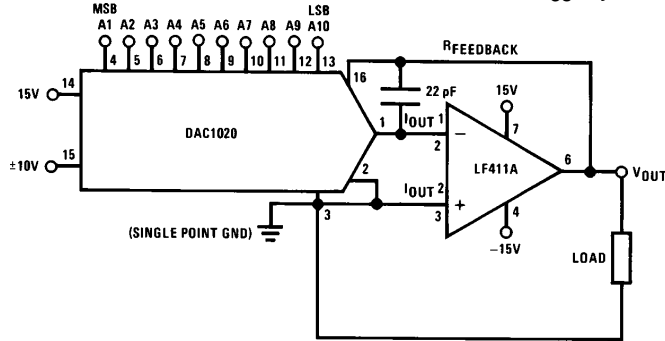 MSB
LSB
A1 A2 A3 A4 A5 A6 A7 A8 A9 A10
4 5 6 7 8 9 10 11 12 13
RFEEDBACK
16
15V
14
22 pF
15V
DAC1020
1
IOUT 1
2
−
7
LF411A
6
VOUT
±10V
15
2
IOUT 2
3
+
4
−15V
3
(SINGLE POINT GND)
LOAD